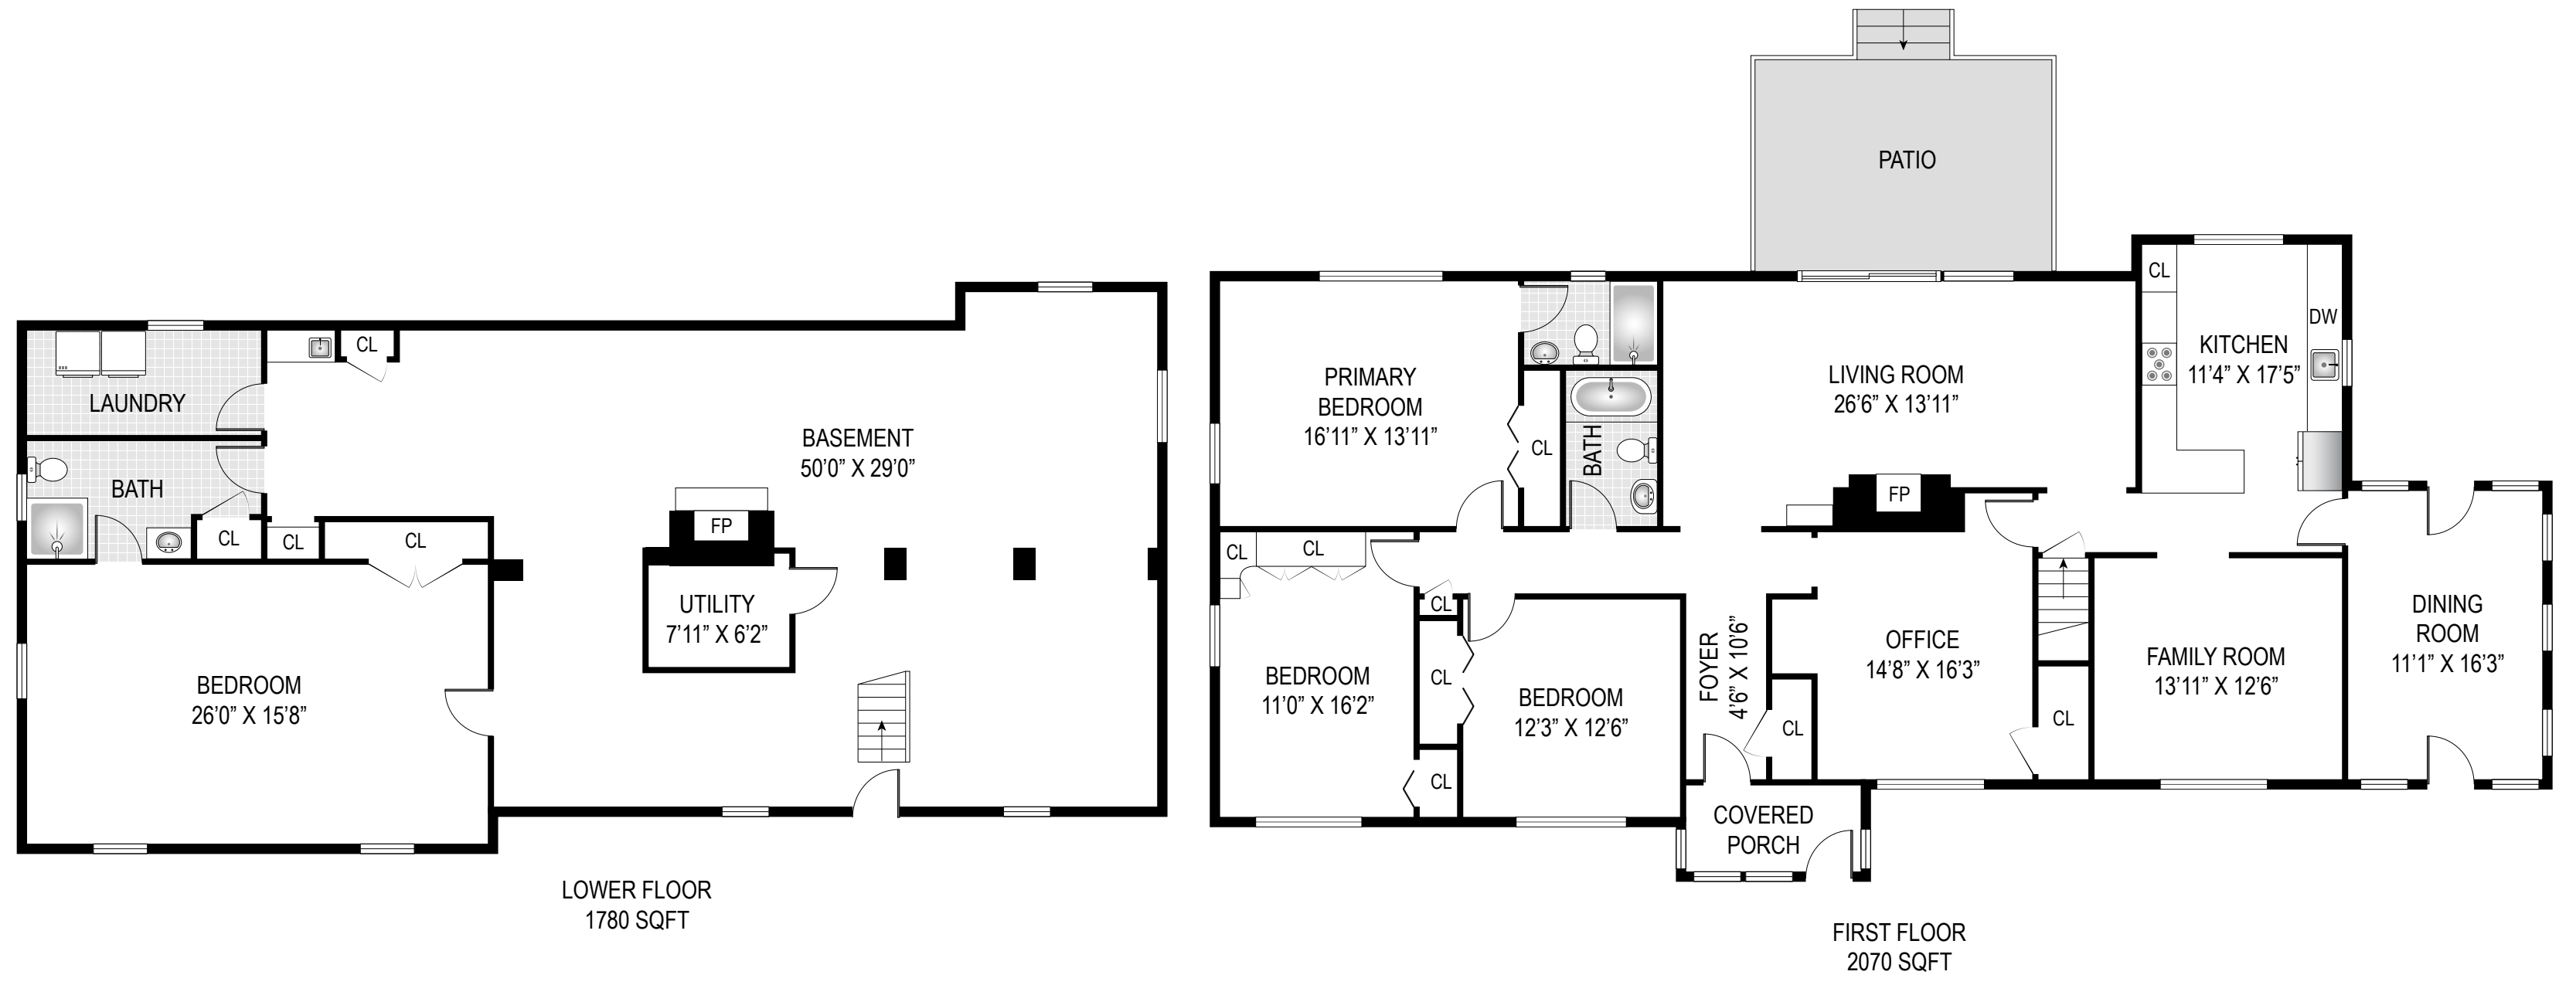 LAUNDRY
CL
BATH
CL
CL
CL
BASEMENT
50’0” X 29’0”
FP
UTILITY
7’11” X 6’2”
BEDROOM
26’0” X 15’8”
LOWER FLOOR
1780 SQFT
PATIO
PRIMARY
BEDROOM
16’11” X 13’11”
CL
BATH
LIVING ROOM
26’6” X 13’11”
FP
CL
KITCHEN
11’4” X 17’5”
DW
CL
CL
BEDROOM
11’0” X 16’2”
CL
CL
CL
BEDROOM
12’3” X 12’6”
FOYER
4’6” X 10’6”
CL
OFFICE
14’8” X 16’3”
CL
FAMILY ROOM
13’11” X 12’6”
DINING
ROOM
11’1” X 16’3”
COVERED
PORCH
FIRST FLOOR
2070 SQFT